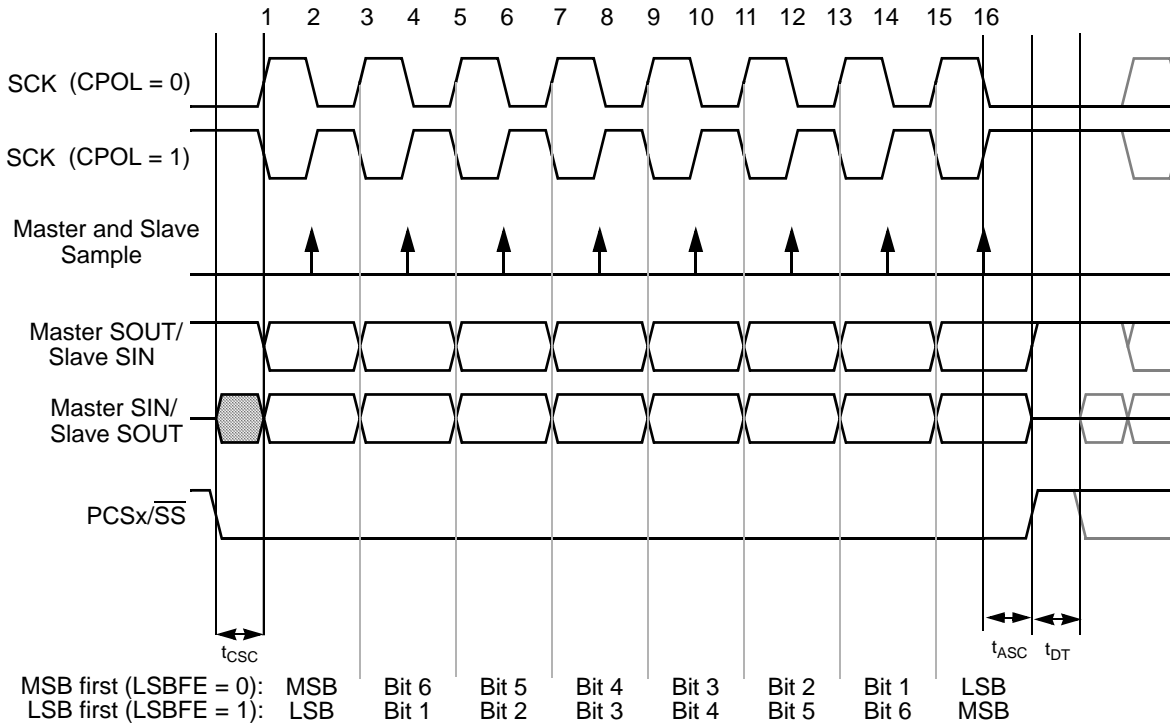 1 2 3 4 5 6 7 8 9 10 11 12 13 14 15 16
SCK (CPOL = 0)
SCK (CPOL = 1)
Master and Slave
Sample
Master SOUT/
Slave SIN
Master SIN/
Slave SOUT
PCSx/SS
tCSC tASC tDT
MSB first (LSBFE = 0): MSB Bit 6 Bit 5 Bit 4 Bit 3 Bit 2 Bit 1 LSB
LSB first (LSBFE = 1): LSB Bit 1 Bit 2 Bit 3 Bit 4 Bit 5 Bit 6 MSB